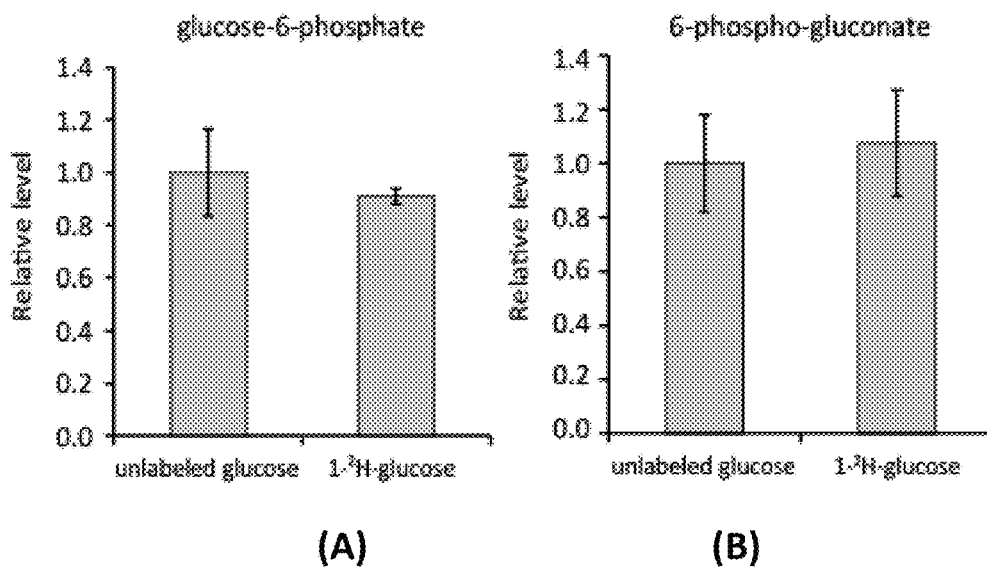 glucose-6-phosphate
1.4
1.2
1.0
0.8
0.6
0.4
0.2
0.0
Relative level
unlabeled glucose
1-²H-glucose
(A)
6-phospho-gluconate
1.4
1.2
1.0
0.8
0.6
0.4
0.2
0.0
Relative level
unlabeled glucose
1-²H-glucose
(B)